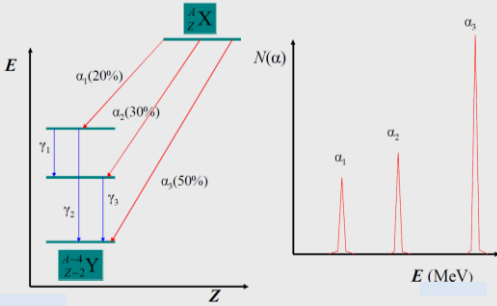 A
Z X
E
α₁(20%)
α₂(30%)
α₃(50%)
γ₁
γ₂
γ₃
A−4
Z−2 Y
Z
N(α)
α₁
α₂
α₃
E (MeV)